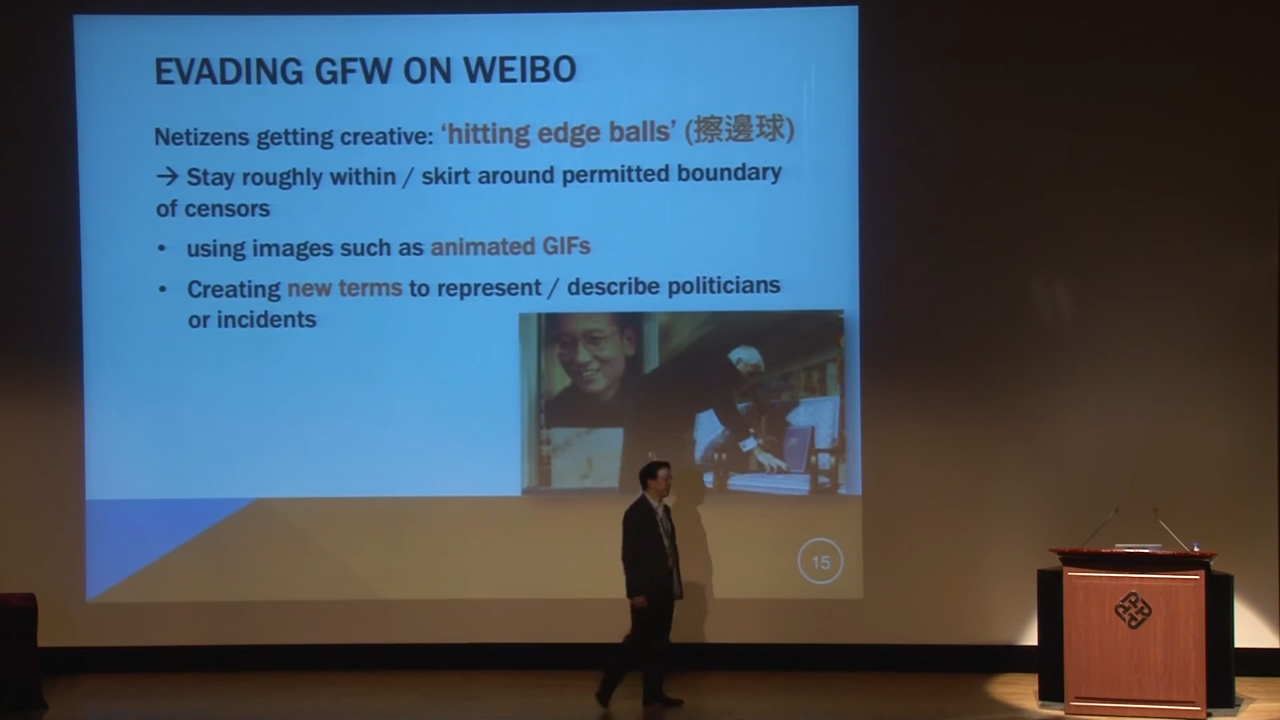 EVADING GFW ON WEIBO
Netizens getting creative: ‘hitting edge balls’ (擦邊球)
→ Stay roughly within / skirt around permitted boundary
of censors
• using images such as animated GIFs
• Creating new terms to represent / describe politicians
or incidents
15